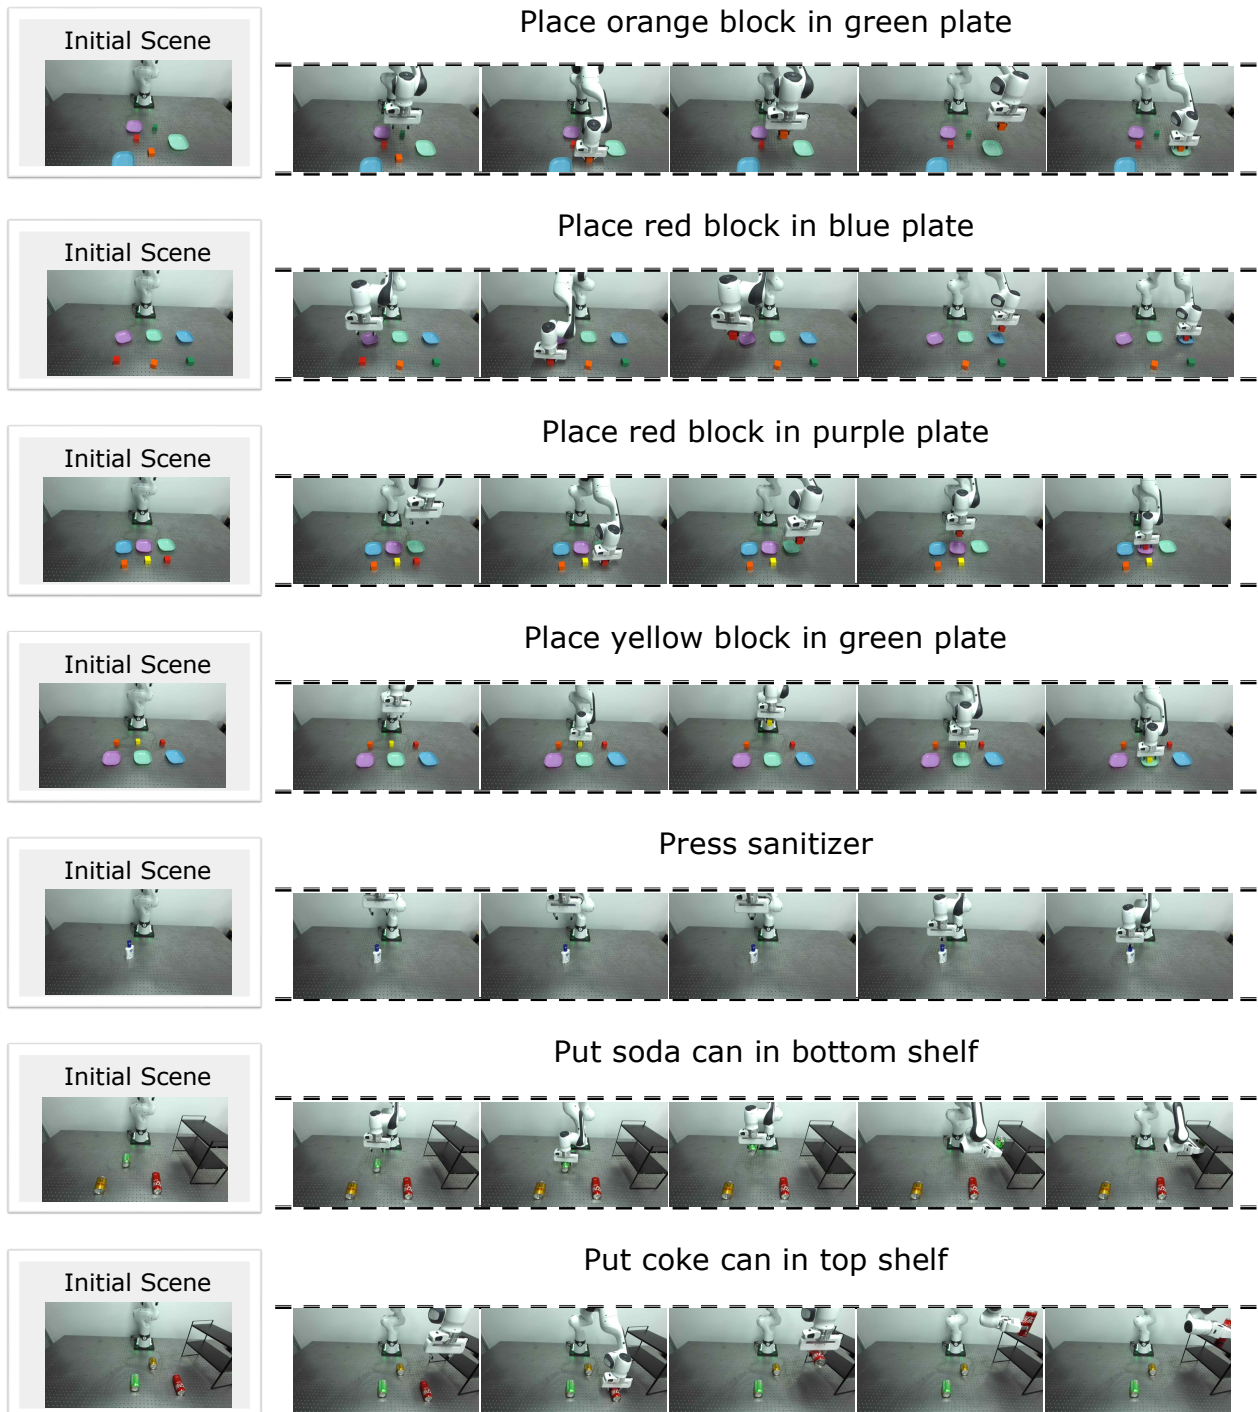 Place orange block in green plate
Initial Scene
Place red block in blue plate
Initial Scene
Place red block in purple plate
Initial Scene
Place yellow block in green plate
Initial Scene
Press sanitizer
Initial Scene
Put soda can in bottom shelf
Initial Scene
Put coke can in top shelf
Initial Scene